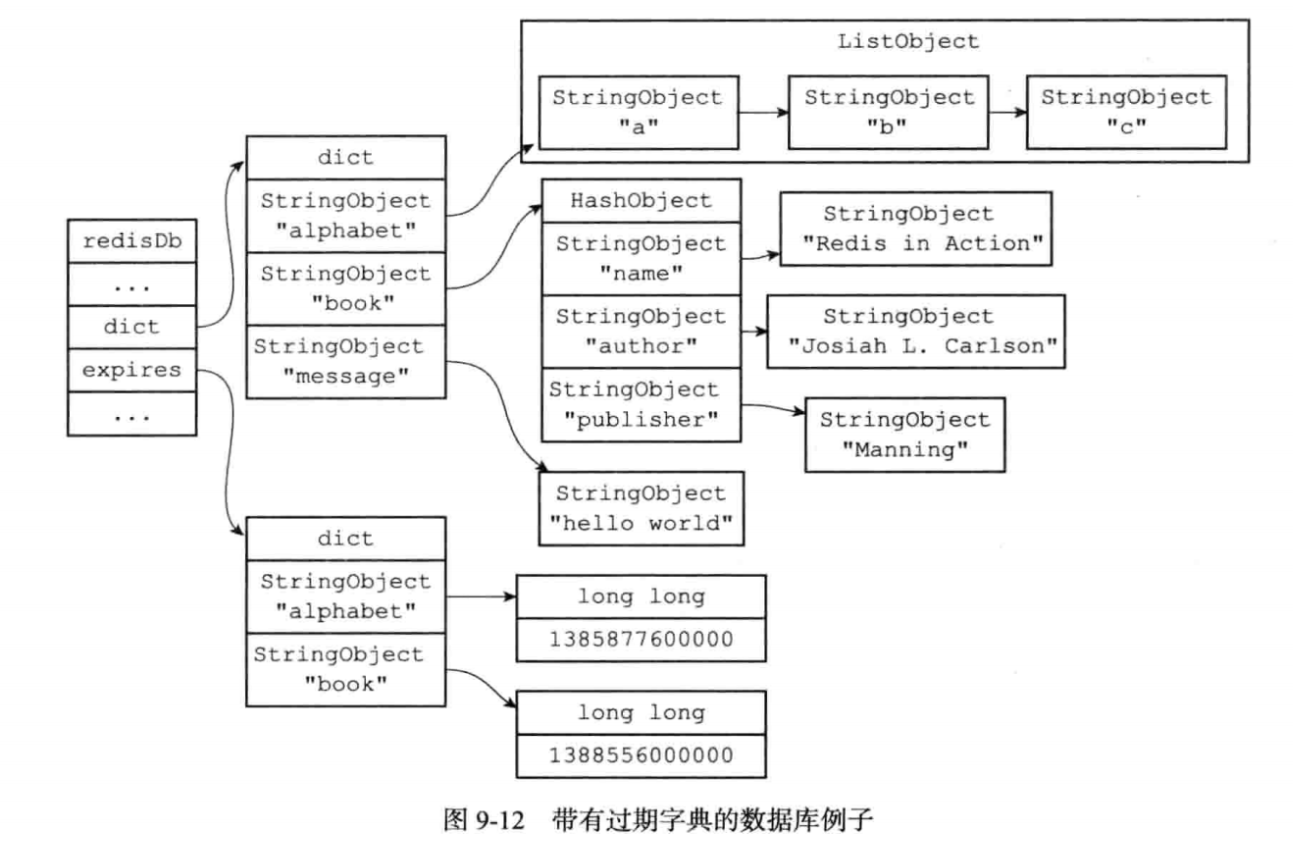 ListObject
StringObject
"a"
StringObject
"b"
StringObject
"c"
dict
StringObject
"alphabet"
StringObject
"book"
StringObject
"message"
redisDb
...
dict
expires
...
HashObject
StringObject
"name"
StringObject
"author"
StringObject
"publisher"
StringObject
"Redis in Action"
StringObject
"Josiah L. Carlson"
StringObject
"Manning"
StringObject
"hello world"
dict
StringObject
"alphabet"
StringObject
"book"
long long
1385877600000
long long
1388556000000
图 9-12 带有过期字典的数据库例子